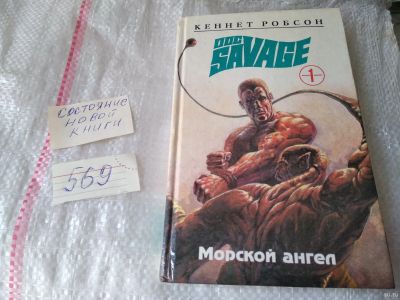 КЕННЕТ РОБСОН
DOC
SAVAGE
1
Морской ангел
СОСТОЯНИЕ
НОВОЙ
КНИГИ
569